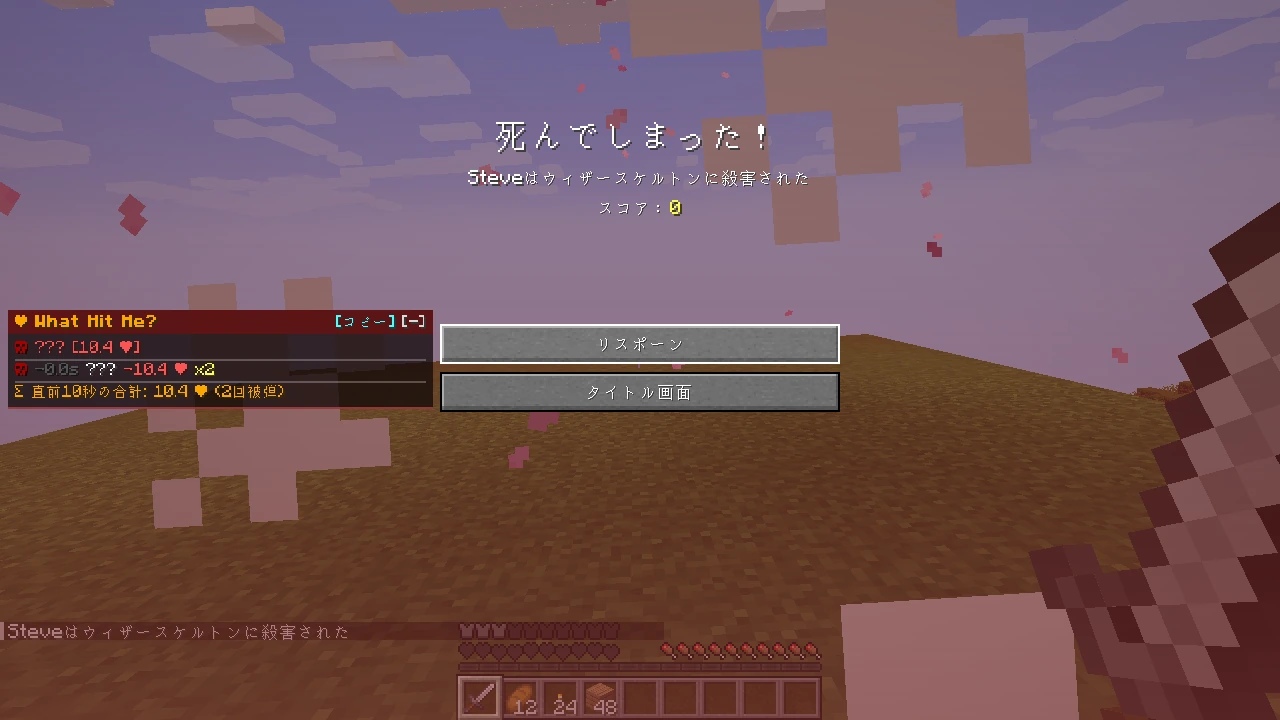 死んでしまった！
Steveはウィザースケルトンに殺害された
スコア：0
What Hit Me? [コピー] [−]
??? [10.4 ♥]
~0.0s ??? −10.4 ♥ x2
Σ 直前10秒の合計: 10.4 ♥ (2回被弾)
リスポーン
タイトル画面
Steveはウィザースケルトンに殺害された
12 24 48